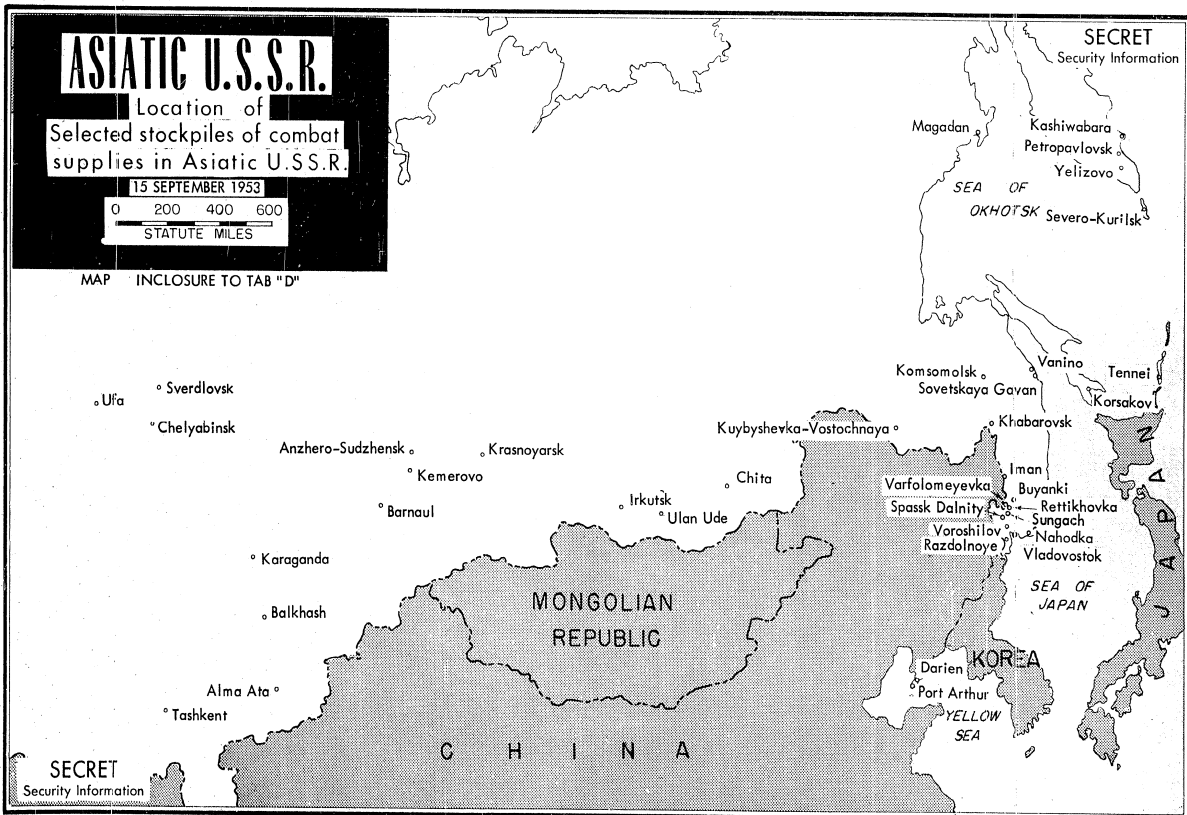 ASIATIC U.S.S.R.
Location of
Selected stockpiles of combat
supplies in Asiatic U.S.S.R.
15 SEPTEMBER 1953
0 200 400 600
STATUTE MILES
MAP INCLOSURE TO TAB "D"
SECRET
Security Information
Magadan
Kashiwabara
Petropavlovsk
Yelizovo
SEA OF
OKHOTSK
Severo-Kurilsk
Vanino
Komsomolsk
Sovetskaya Gavan
Tennei
Korsakov
Sverdlovsk
Ufa
Chelyabinsk
Kuybyshevka-Vostochnaya
Khabarovsk
Anzhero-Sudzhensk
Krasnoyarsk
Kemerovo
Chita
Iman
Varfolomeyevka
Buyanki
Barnaul
Irkutsk
Ulan Ude
Spassk Dalnity
Rettikhovka
Sungach
Voroshilov
Nahodka
Razdolnoye
Vladovostok
Karaganda
Balkhash
SEA OF
JAPAN
JAPAN
MONGOLIAN
REPUBLIC
KOREA
Darien
Port Arthur
Alma Ata
Tashkent
YELLOW
SEA
CHINA
SECRET
Security Information